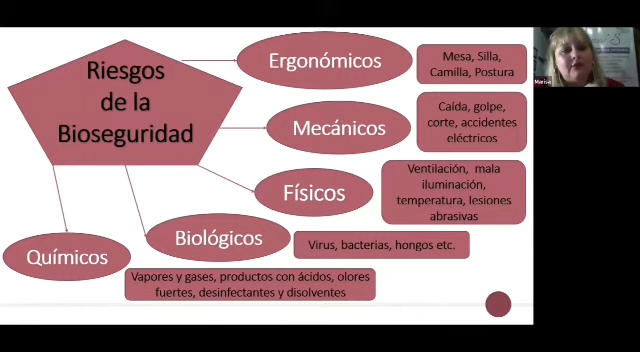 Riesgos
de la
Bioseguridad
Ergonómicos
Mesa, Silla,
Camilla, Postura
Mecánicos
Caída, golpe,
corte, accidentes
eléctricos
Físicos
Ventilación, mala
iluminación,
temperatura, lesiones
abrasivas
Biológicos
Virus, bacterias, hongos etc.
Químicos
Vapores y gases, productos con ácidos, olores
fuertes, desinfectantes y disolventes